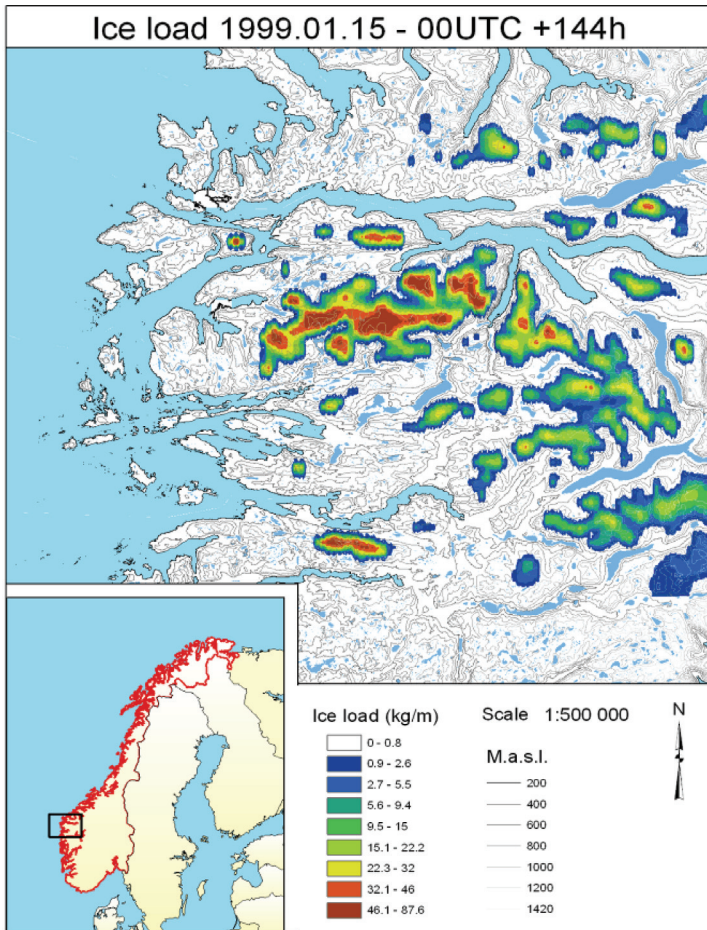 Ice load 1999.01.15 - 00UTC +144h
Ice load (kg/m)
0 - 0.8
0.9 - 2.6
2.7 - 5.5
5.6 - 9.4
9.5 - 15
15.1 - 22.2
22.3 - 32
32.1 - 46
46.1 - 87.6
Scale 1:500 000
M.a.s.l.
200
400
600
800
1000
1200
1420
N